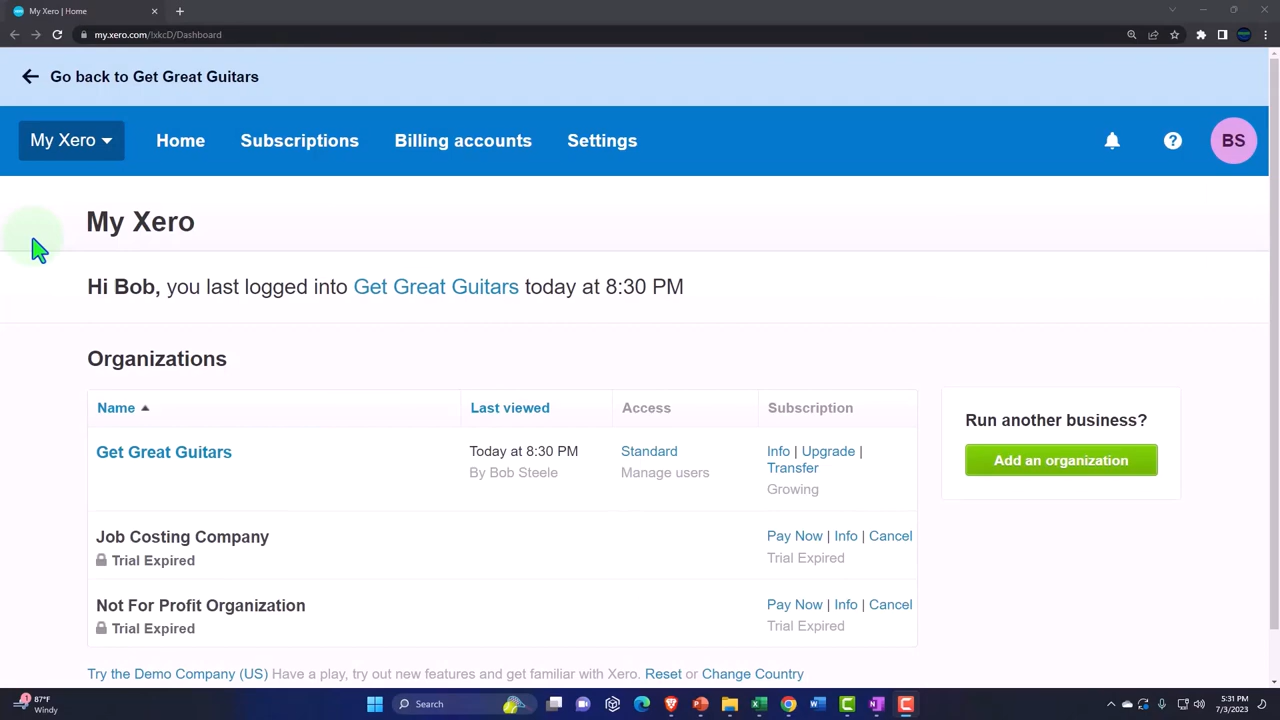 My Xero | Home
my.xero.com/!xkcD/Dashboard
Go back to Get Great Guitars
My Xero Home Subscriptions Billing accounts Settings BS
My Xero
Hi Bob, you last logged into Get Great Guitars today at 8:30 PM
Organizations
Name Last viewed Access Subscription
Get Great Guitars Today at 8:30 PM Standard Info | Upgrade |
Transfer
By Bob Steele Manage users
Growing
Run another business?
Add an organization
Job Costing Company Pay Now | Info | Cancel
Trial Expired Trial Expired
Not For Profit Organization Pay Now | Info | Cancel
Trial Expired Trial Expired
Try the Demo Company (US) Have a play, try out new features and get familiar with Xero. Reset or Change Country
1 87°F
Windy
Search
5:31 PM
7/3/2023